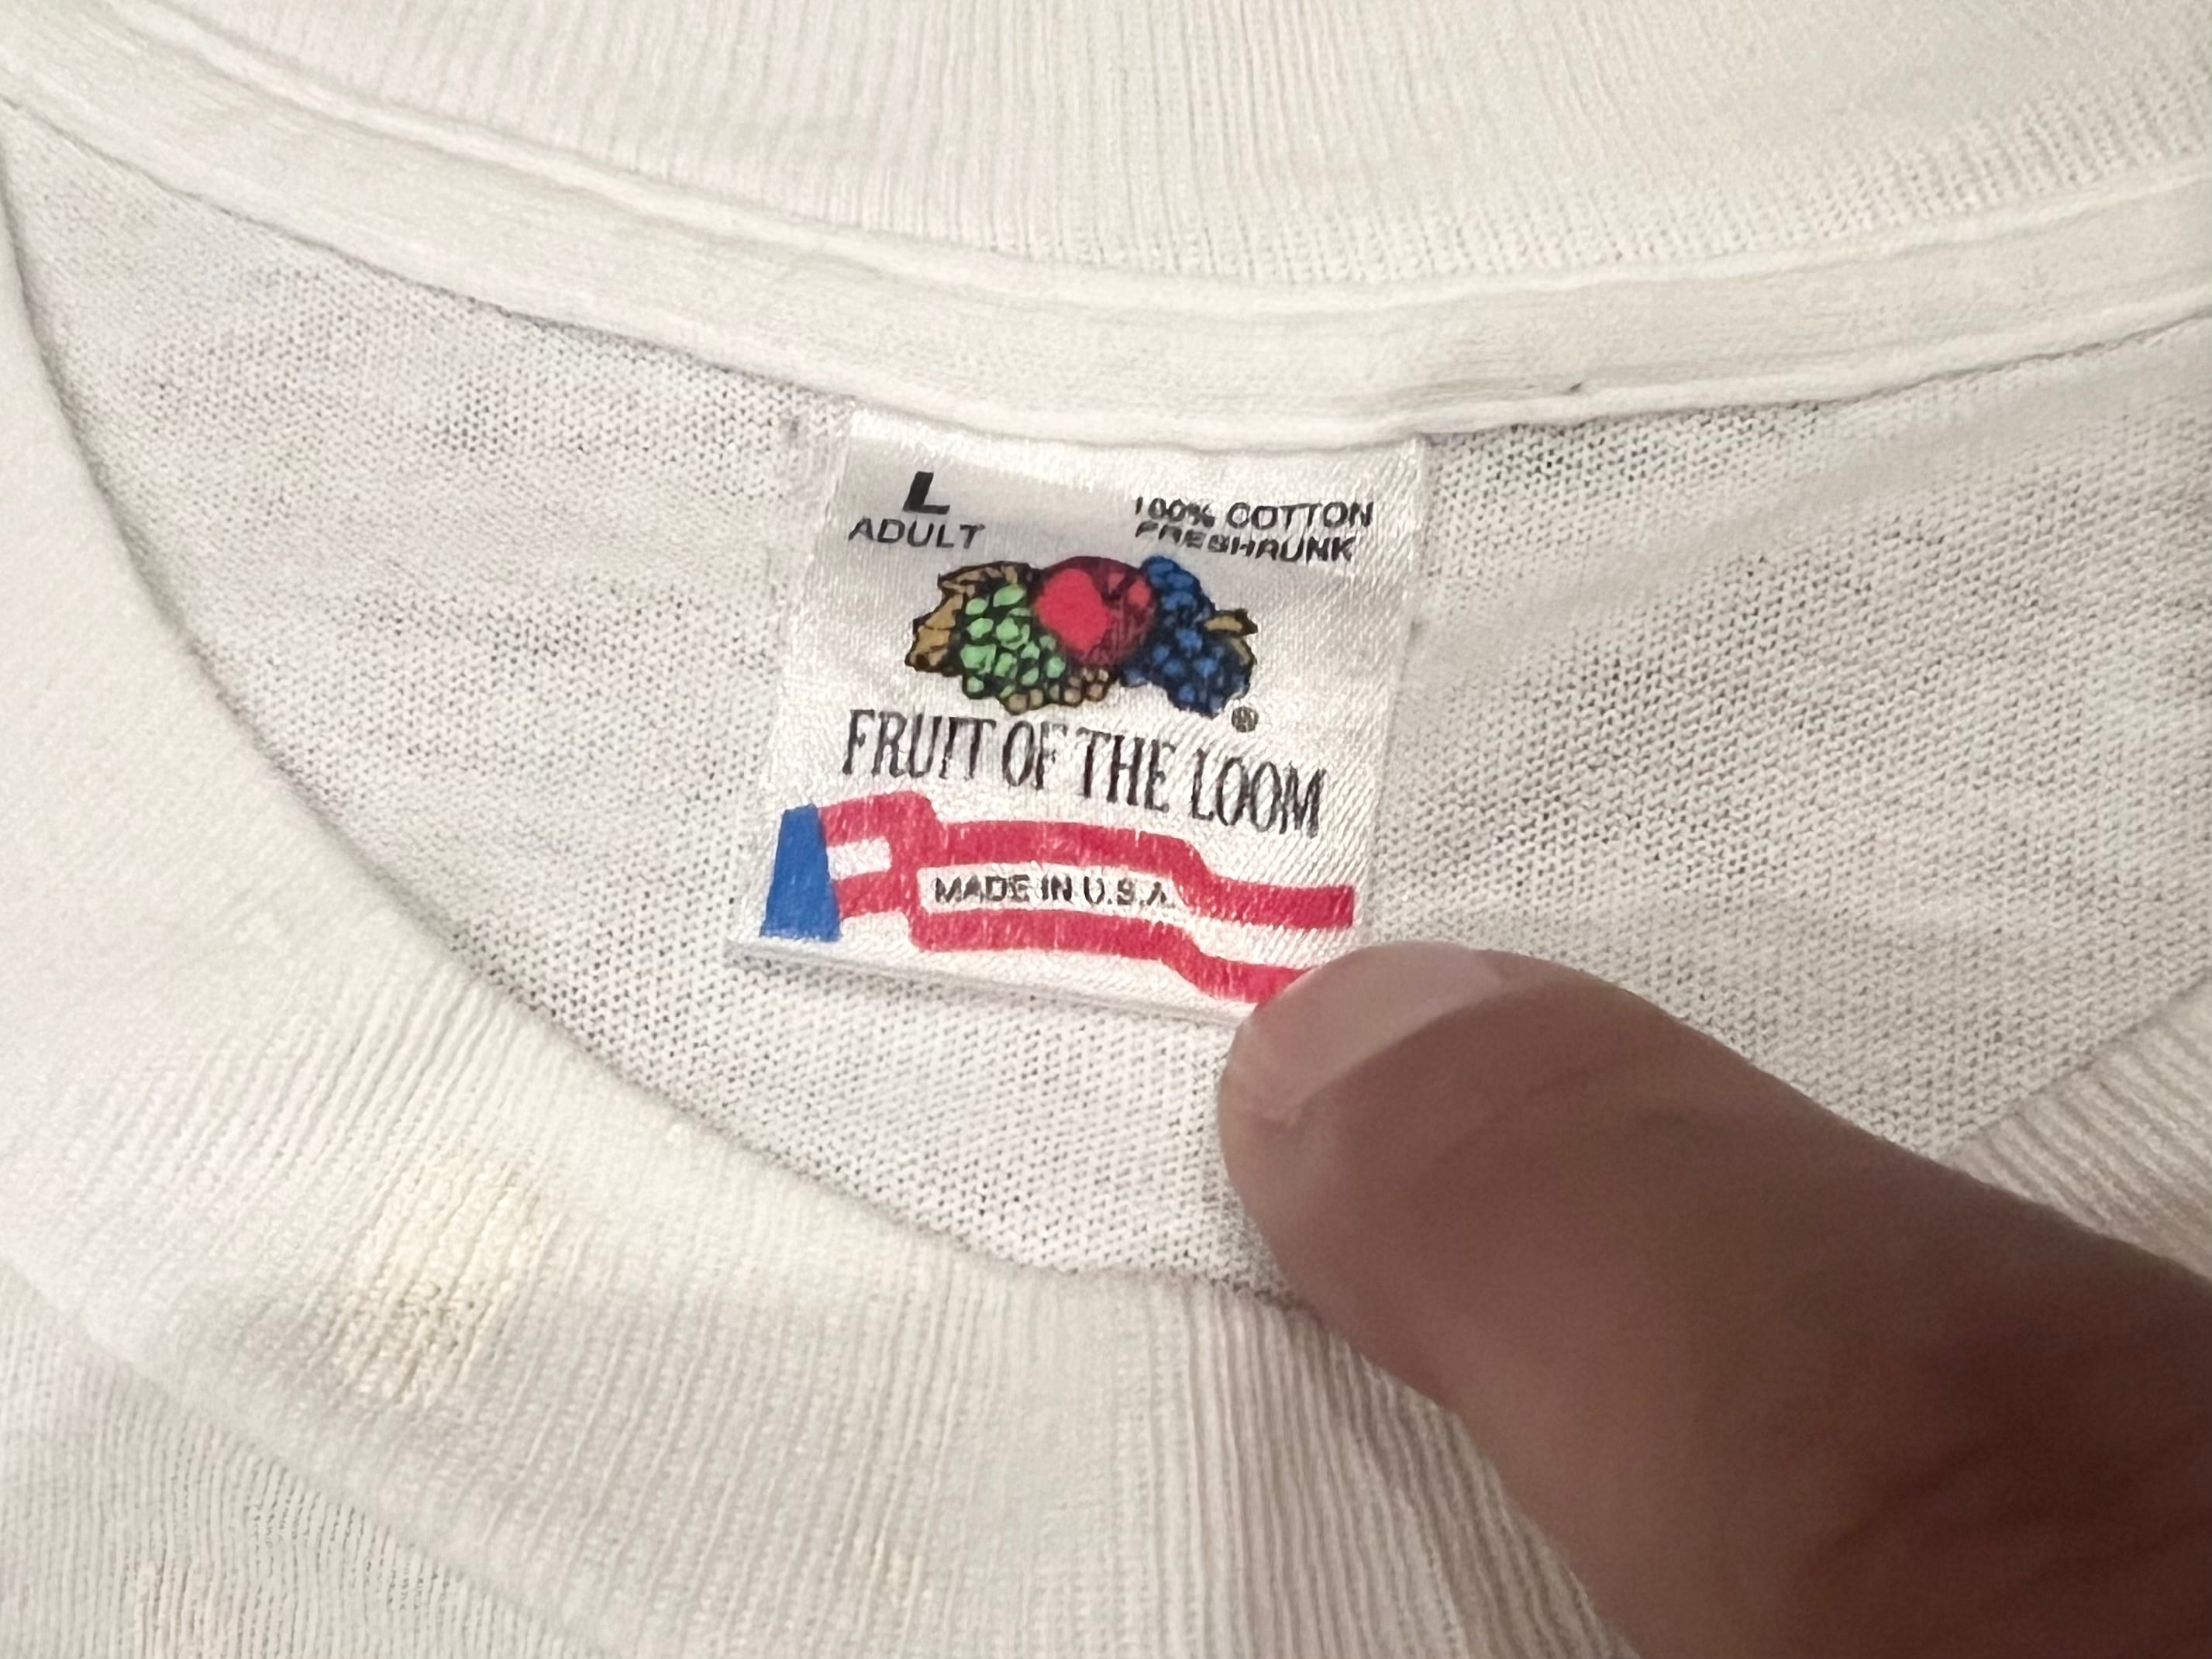 L
ADULT
100% COTTON
PRESHRUNK
®
FRUIT OF THE LOOM
MADE IN U.S.A.